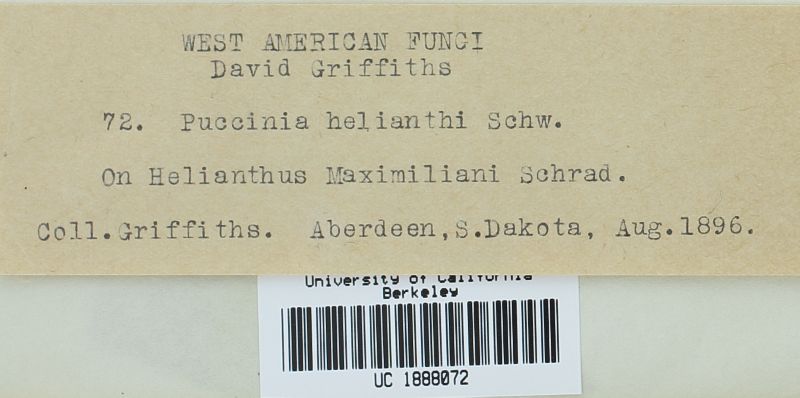 WEST AMERICAN FUNGI
David Griffiths
72. Puccinia helianthi Schw.
On Helianthus Maximiliani Schrad.
Coll.Griffiths. Aberdeen,S.Dakota, Aug.1896.
University of California
Berkeley
UC 1888072